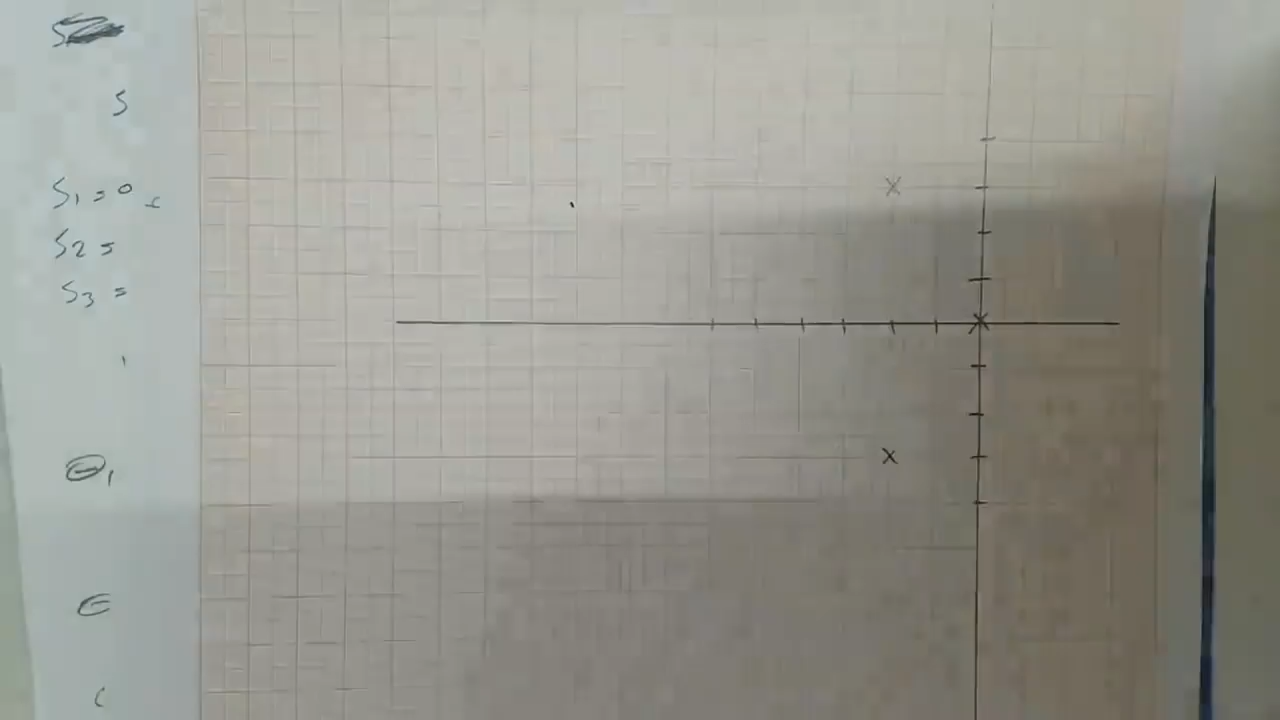 S
S1 = 0
S2 =
S3 =
X
X
X
θ1